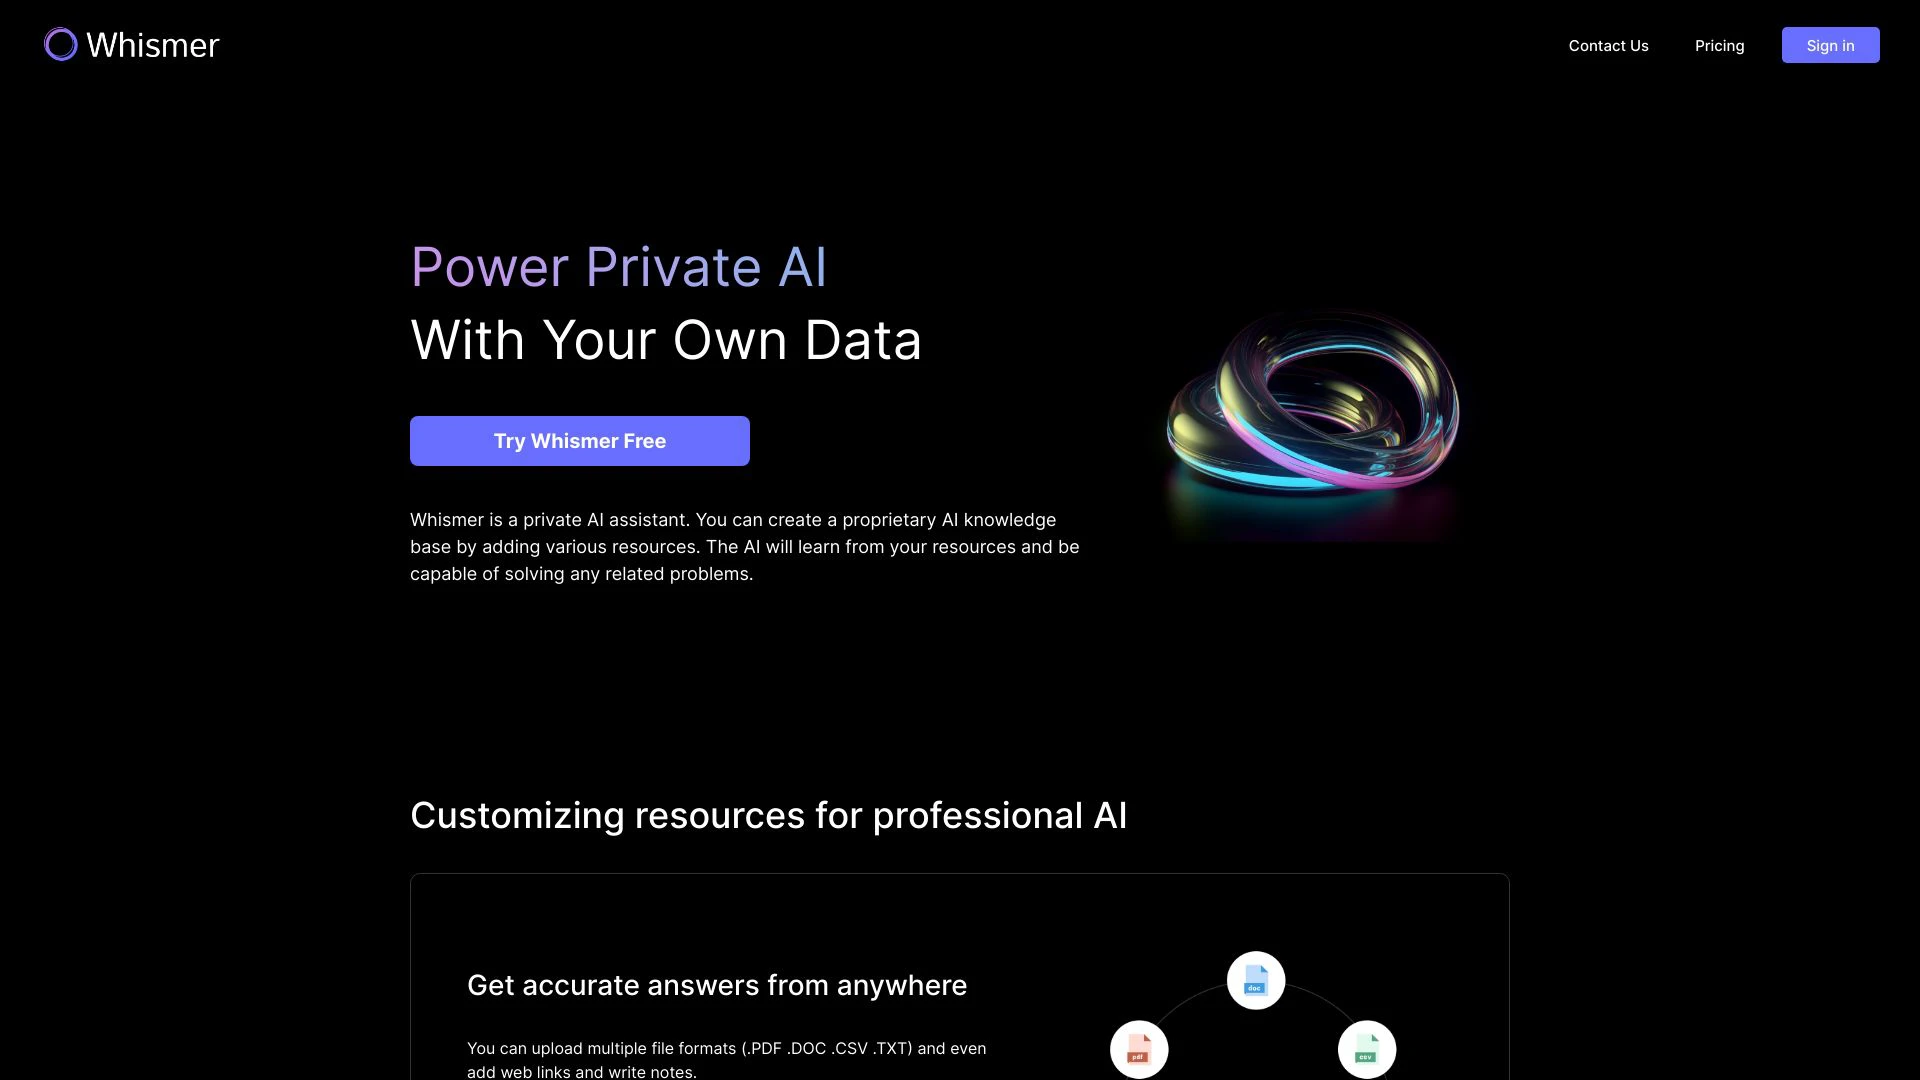 Whismer
Contact Us
Pricing
Sign in
Power Private AI
With Your Own Data
Try Whismer Free
Whismer is a private AI assistant. You can create a proprietary AI knowledge
base by adding various resources. The AI will learn from your resources and be
capable of solving any related problems.
Customizing resources for professional AI
Get accurate answers from anywhere
You can upload multiple file formats (.PDF .DOC .CSV .TXT) and even
add web links and write notes.
doc
pdf
csv